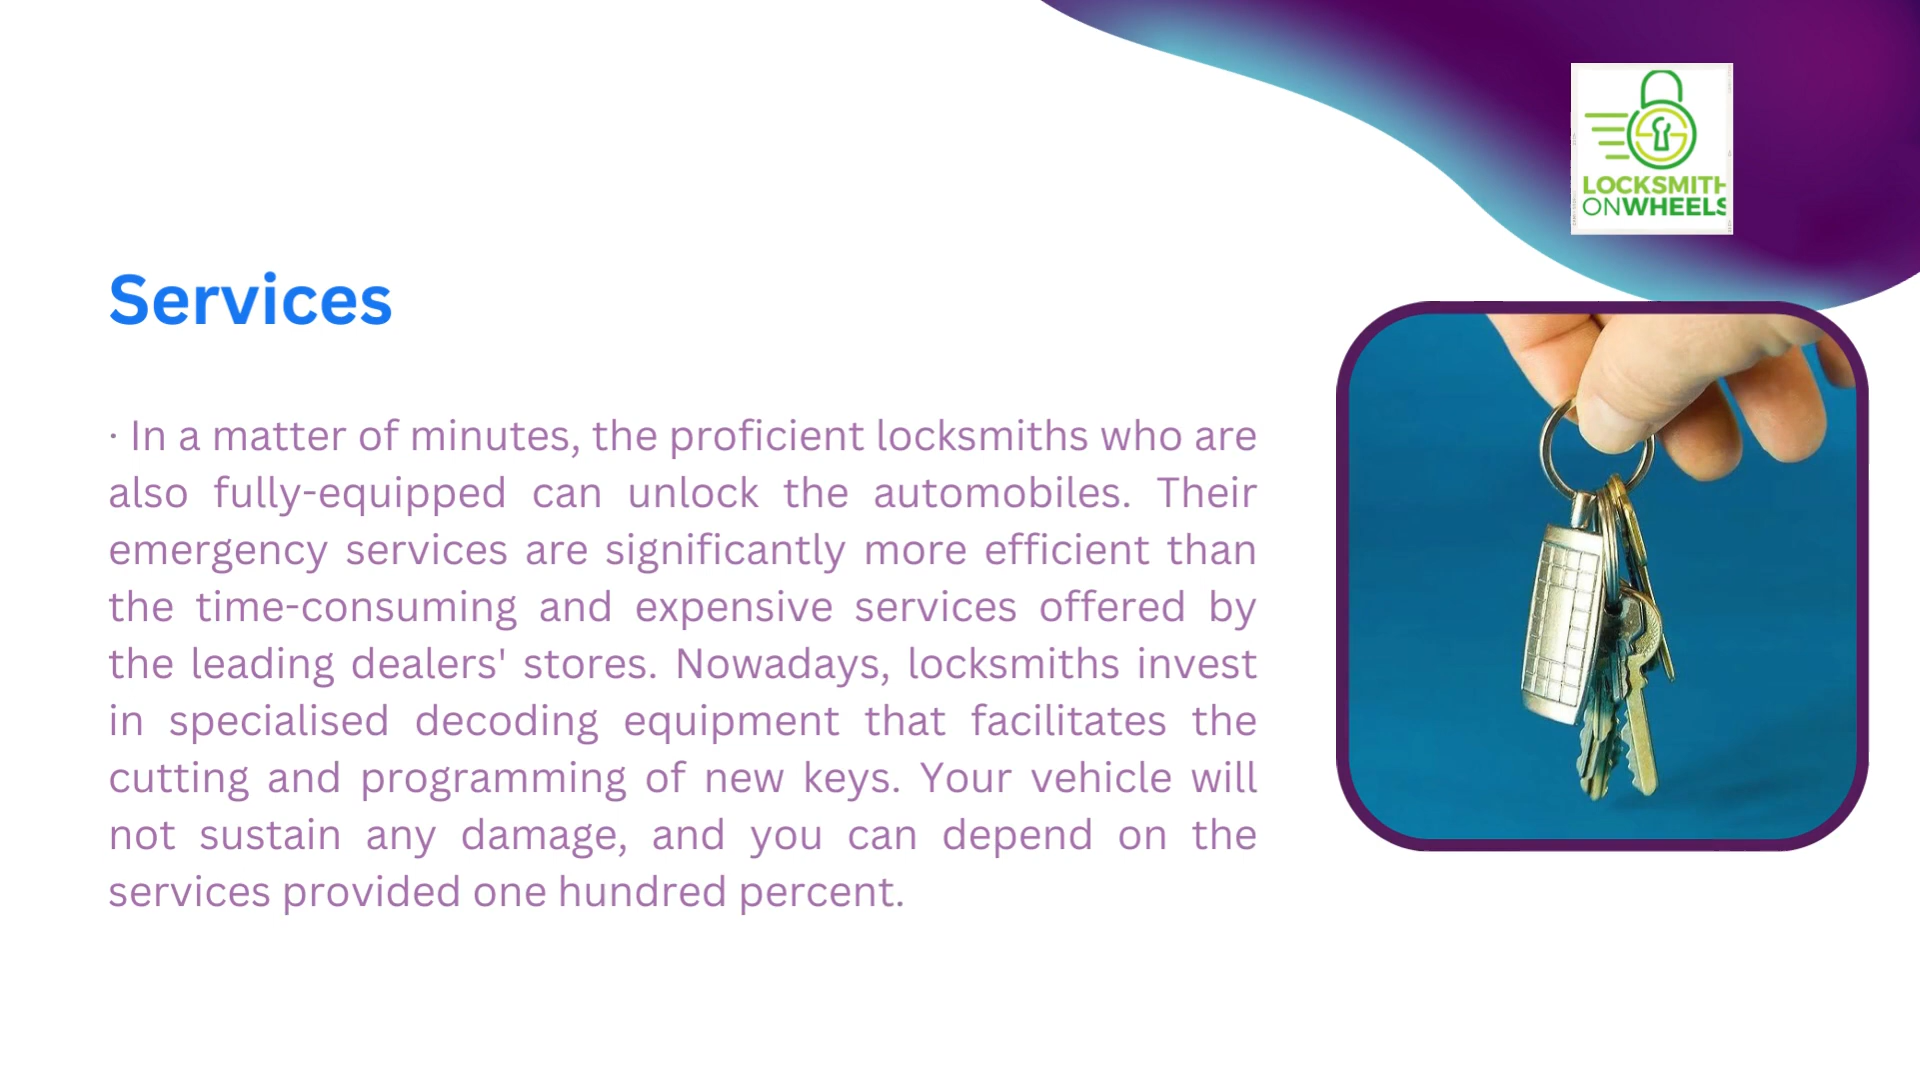 LOCKSMITH
ONWHEELS
Services
· In a matter of minutes, the proficient locksmiths who are
also fully-equipped can unlock the automobiles. Their
emergency services are significantly more efficient than
the time-consuming and expensive services offered by
the leading dealers' stores. Nowadays, locksmiths invest
in specialised decoding equipment that facilitates the
cutting and programming of new keys. Your vehicle will
not sustain any damage, and you can depend on the
services provided one hundred percent.